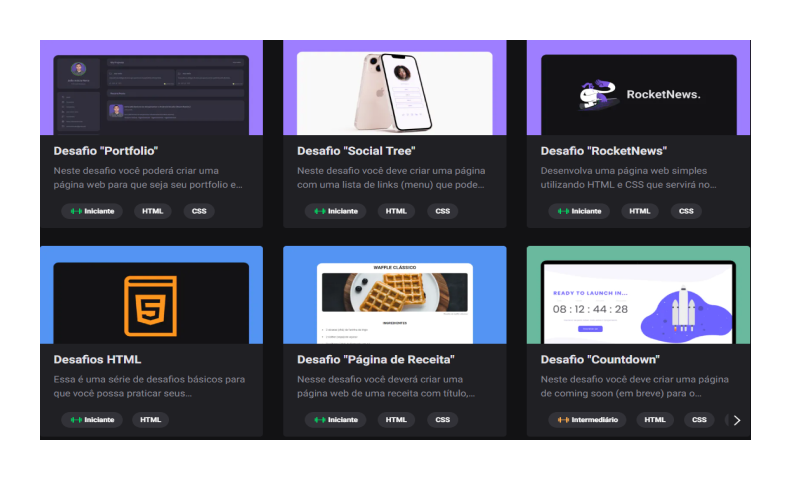 RocketNews.
Desafio "Portfolio"
Neste desafio você poderá criar uma
página web para que seja seu portfolio e...
Iniciante HTML CSS
Desafio "Social Tree"
Neste desafio você deve criar uma página
com uma lista de links (menu) que pode...
Iniciante HTML CSS
Desafio "RocketNews"
Desenvolva uma página web simples
utilizando HTML e CSS que servirá no...
Iniciante HTML CSS
5
Desafios HTML
Essa é uma série de desafios básicos para
que você possa praticar seus...
Iniciante HTML
WAFFLE CLÁSSICO
INGREDIENTES
Desafio "Página de Receita"
Nesse desafio você deverá criar uma
página web de uma receita com título,...
Iniciante HTML CSS
READY TO LAUNCH IN...
08 : 12 : 44 : 28
Desafio "Countdown"
Neste desafio você deve criar uma página
de coming soon (em breve) para o...
Intermediário HTML CSS